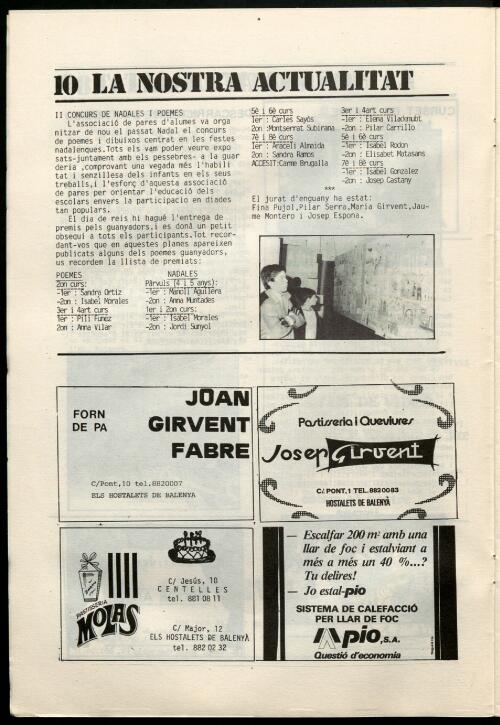 10 LA NOSTRA ACTUALITAT
II CONCURS DE NADALES I POEMES
L'associació de pares d'alumes va orga
nitzar de nou el passat Nadal el concurs
de poemes i dibuixos centrat en les festes
nadalenques.Tots els vam poder veure expo
sats-juntament amb els pessebres- a la guar
deria ,comprovant una vegada més l'habili
tat i senzillesa dels infants en els seus
treballs,i l'esforç d'aquesta associació
de pares per orientar l'educació dels
escolars envers la participacio en diades
tan populars.
El dia de reis hi hagué l'entrega de
premis pels guanyadors,i es donà un petit
obsequi a tots els participants.Tot recor-
dant-vos que en aquestes planes apareixen
publicats alguns dels poemes guanyadors,
us recorden la llista de premiats:
POEMES
2on curs:
-1er : Sandra Ortiz
-2on : Isabel Morales
3er i 4art curs
1er : Pili Funez
2on : Anna Vilar
NADALES
Pàrvuls (4 i 5 anys):
-1er : Manoli Aguilera
-2on : Anna Muntades
1er i 2on curs:
-1er : Isabel Morales
-2on : Jordi Sunyol
5è i 6è curs
1er : Carles Sayós
2on :Montserrat Subirana
7è i 8è curs
1er : Araceli Almaida
2on : Sandra Ramos
ACCESIT:Carme Brugalla
3er i 4art curs
-1er : Elena Viladomut
-2on : Pilar Carrillo
5è i 6è curs
-1er : Isabel Rodon
-2on : Elisabet Matasans
7è i 8è curs
-1er : Isabel Gonzalez
-2on : Josep Castany
***
El jurat d'enguany ha estat:
Fina Pujol,Pilar Serra,Maria Girvent,Jau-
me Montero i Josep Espona.
FORN
DE PA
JOAN
GIRVENT
FABRE
C/Pont,10 tel.8820007
ELS HOSTALETS DE BALENYÀ
Pastisseria i Queviures
Josep Girvent
C/. PONT, 1 TEL. 882 00 83
HOSTALETS DE BALENYÀ
PASTISSERIA
MOLAS
C/ Jesús, 10
CENTELLES
tel. 881 08 11
C/ Major, 12
ELS HOSTALETS DE BALENYÀ
tel. 882 02 32
— Escalfar 200 m² amb una
llar de foc i estalviant a
més a més un 40 %...?
Tu delires!
— Jo estal-pio
SISTEMA DE CALEFACCIÓ
PER LLAR DE FOC
pio, S.A.
Questió d'economia